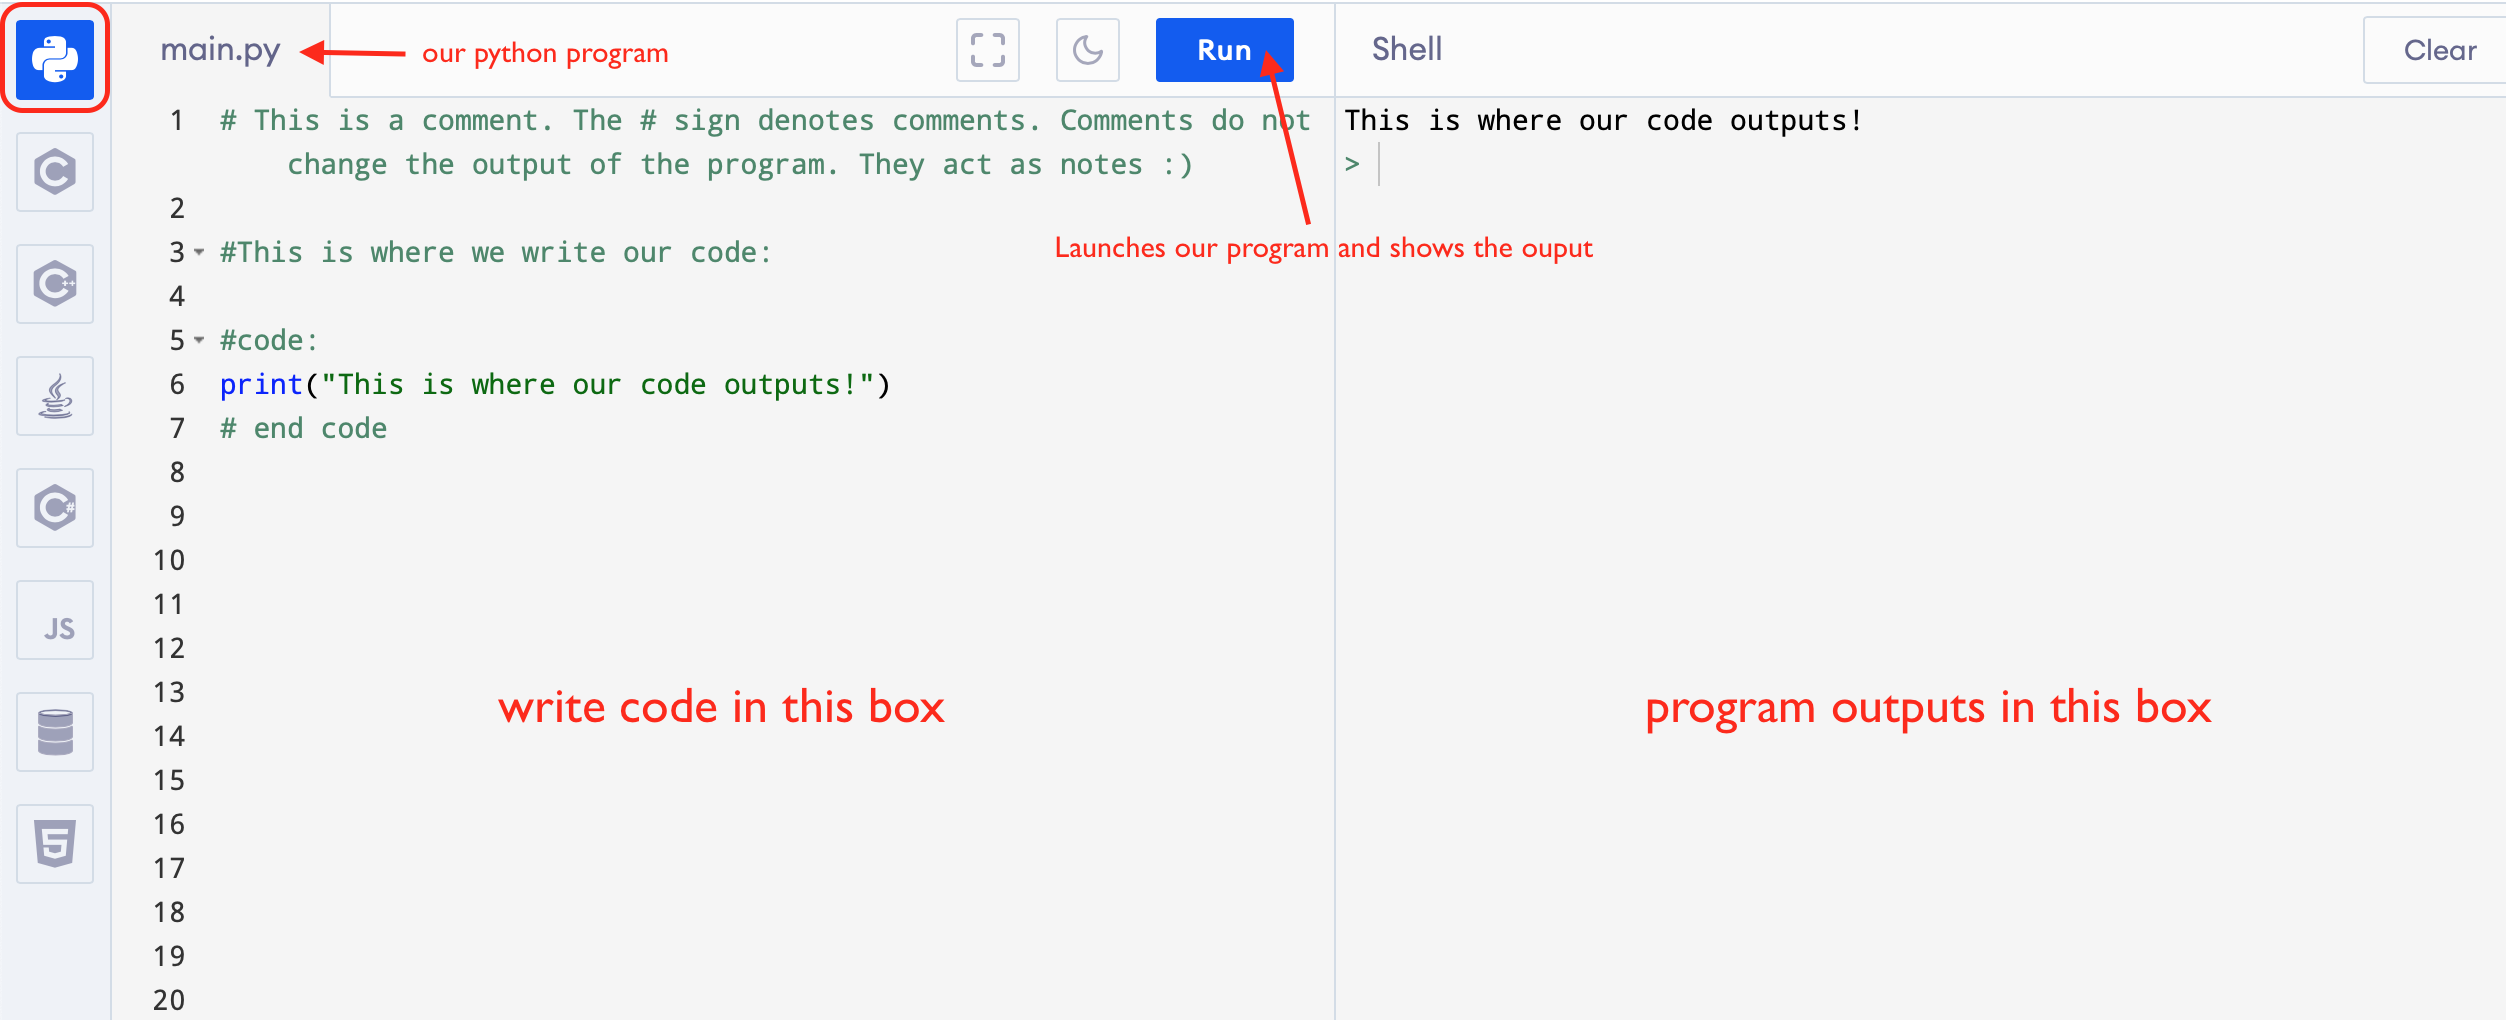 main.py
our python program
Run
Shell
Clear
1 # This is a comment. The # sign denotes comments. Comments do not
change the output of the program. They act as notes :)
2
3 #This is where we write our code:
4
5 #code:
6 print("This is where our code outputs!")
7 # end code
8
9
10
11
12
13
14
15
16
17
18
19
20
This is where our code outputs!
>
Launches our program and shows the ouput
write code in this box
program outputs in this box
C
C++
C#
JS
5